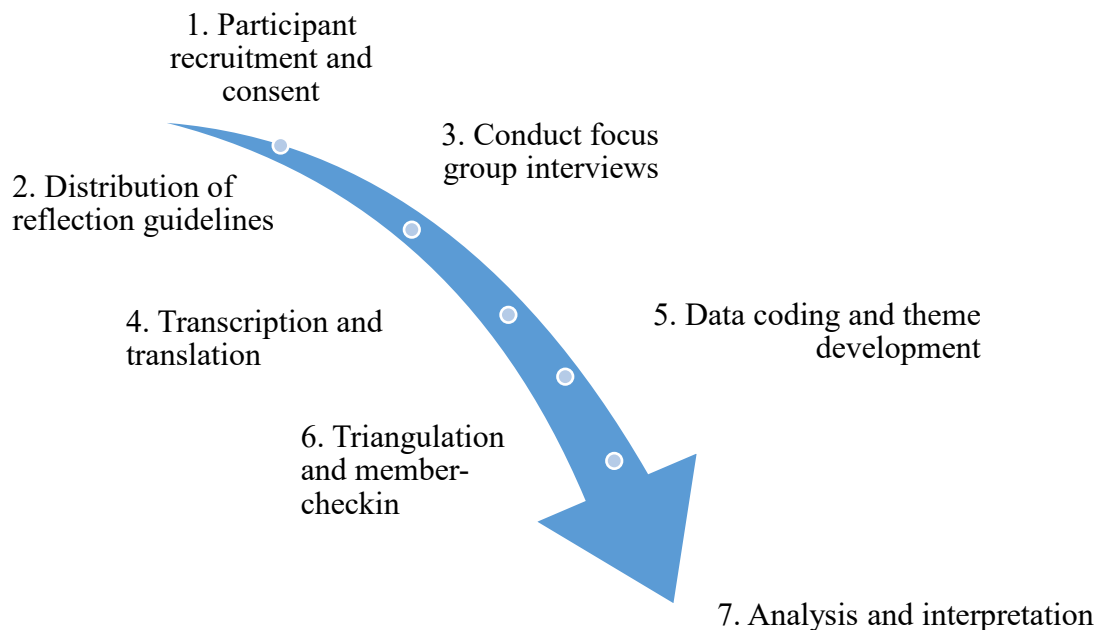 1. Participant
recruitment and
consent
2. Distribution of
reflection guidelines
3. Conduct focus
group interviews
4. Transcription and
translation
5. Data coding and theme
development
6. Triangulation
and member-
checkin
7. Analysis and interpretation